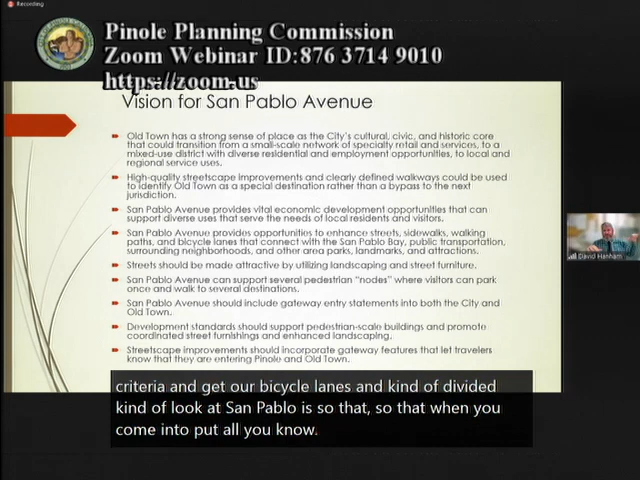 Recording
Pinole Planning Commission
Zoom Webinar ID:876 3714 9010
https://zoom.us
Vision for San Pablo Avenue
Old Town has a strong sense of place as the City's cultural, civic, and historic core
that could transition from a small-scale network of specialty retail and services, to a
mixed-use district with diverse residential and employment opportunities, to local and
regional service uses.
High-quality streetscape improvements and clearly defined walkways could be used
to identify Old Town as a special destination rather than a bypass to the next
jurisdiction.
San Pablo Avenue provides vital economic development opportunities that can
support diverse uses that serve the needs of local residents and visitors.
San Pablo Avenue provides opportunities to enhance streets, sidewalks, walking
paths, and bicycle lanes that connect with the San Pablo Bay, public transportation,
surrounding neighborhoods, and other area parks, landmarks, and attractions.
Streets should be made attractive by utilizing landscaping and street furniture.
San Pablo Avenue can support several pedestrian "nodes" where visitors can park
once and walk to several destinations.
San Pablo Avenue should include gateway entry statements into both the City and
Old Town.
Development standards should support pedestrian-scale buildings and promote
coordinated street furnishings and enhanced landscaping.
Streetscape improvements should incorporate gateway features that let travelers
know that they are entering Pinole and Old Town.
David Hanham
criteria and get our bicycle lanes and kind of divided
kind of look at San Pablo is so that, so that when you
come into put all you know.